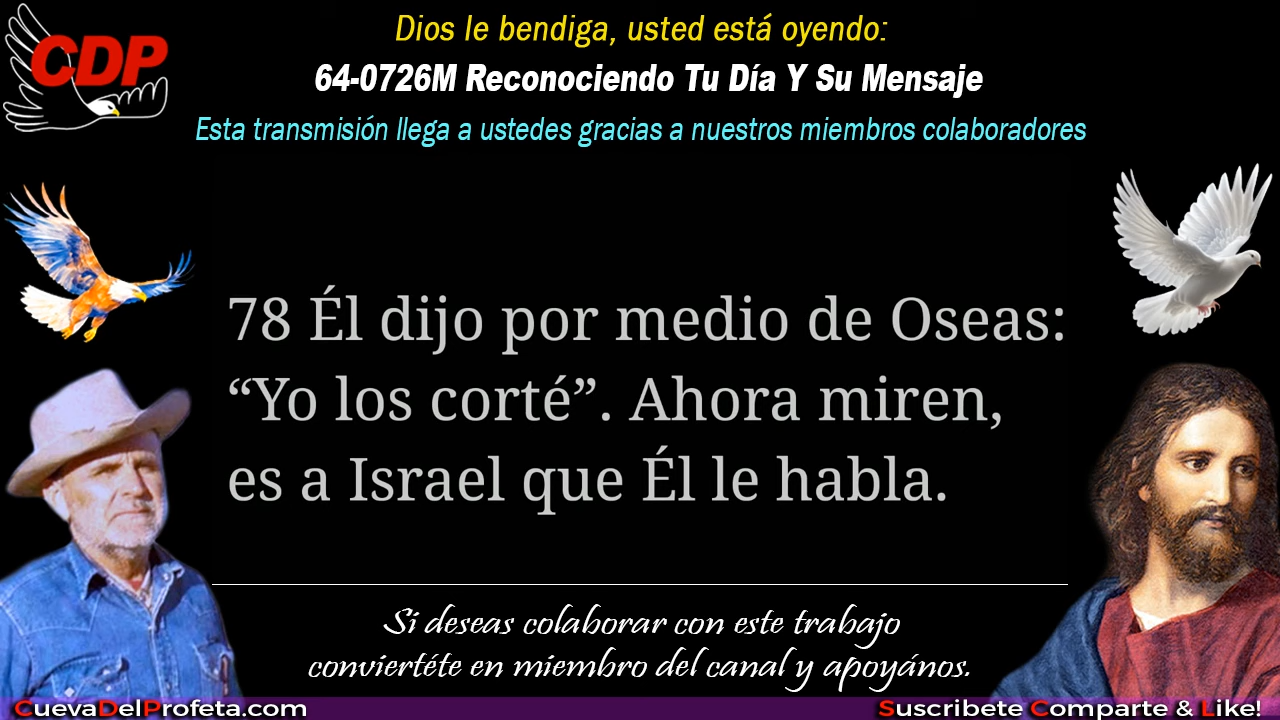 CDP
Dios le bendiga, usted está oyendo:
64-0726M Reconociendo Tu Día Y Su Mensaje
Esta transmisión llega a ustedes gracias a nuestros miembros colaboradores
78 Él dijo por medio de Oseas:
“Yo los corté”. Ahora miren,
es a Israel que Él le habla.
Si deseas colaborar con este trabajo
conviertéte en miembro del canal y apoyános.
CuevaDelProfeta.com
Suscribete Comparte & Like!